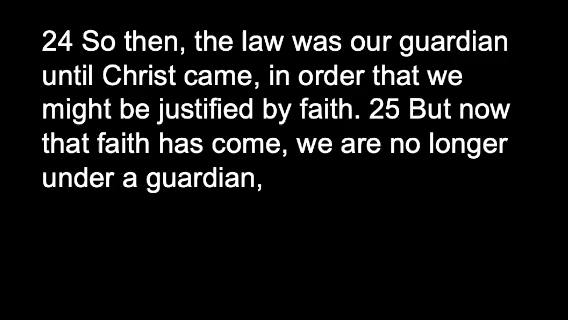 24 So then, the law was our guardian
until Christ came, in order that we
might be justified by faith. 25 But now
that faith has come, we are no longer
under a guardian,